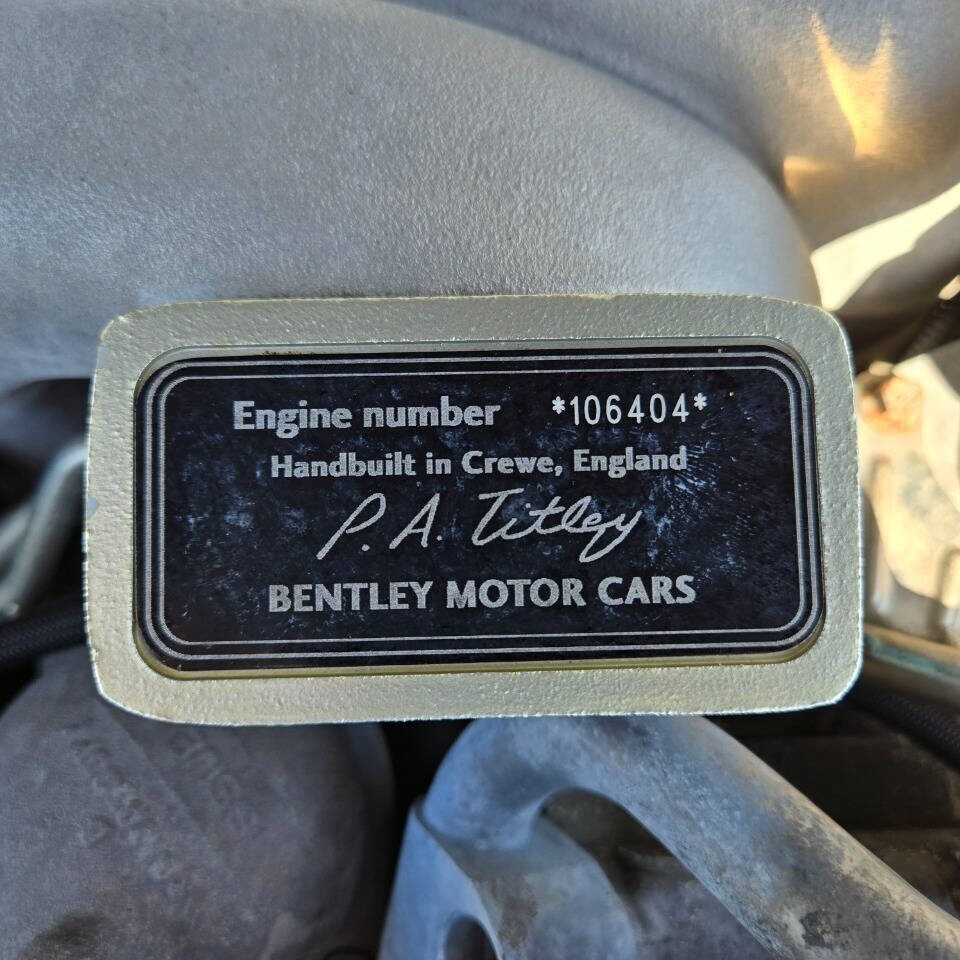 Engine number *106404*
Handbuilt in Crewe, England
P. A. Titley
BENTLEY MOTOR CARS